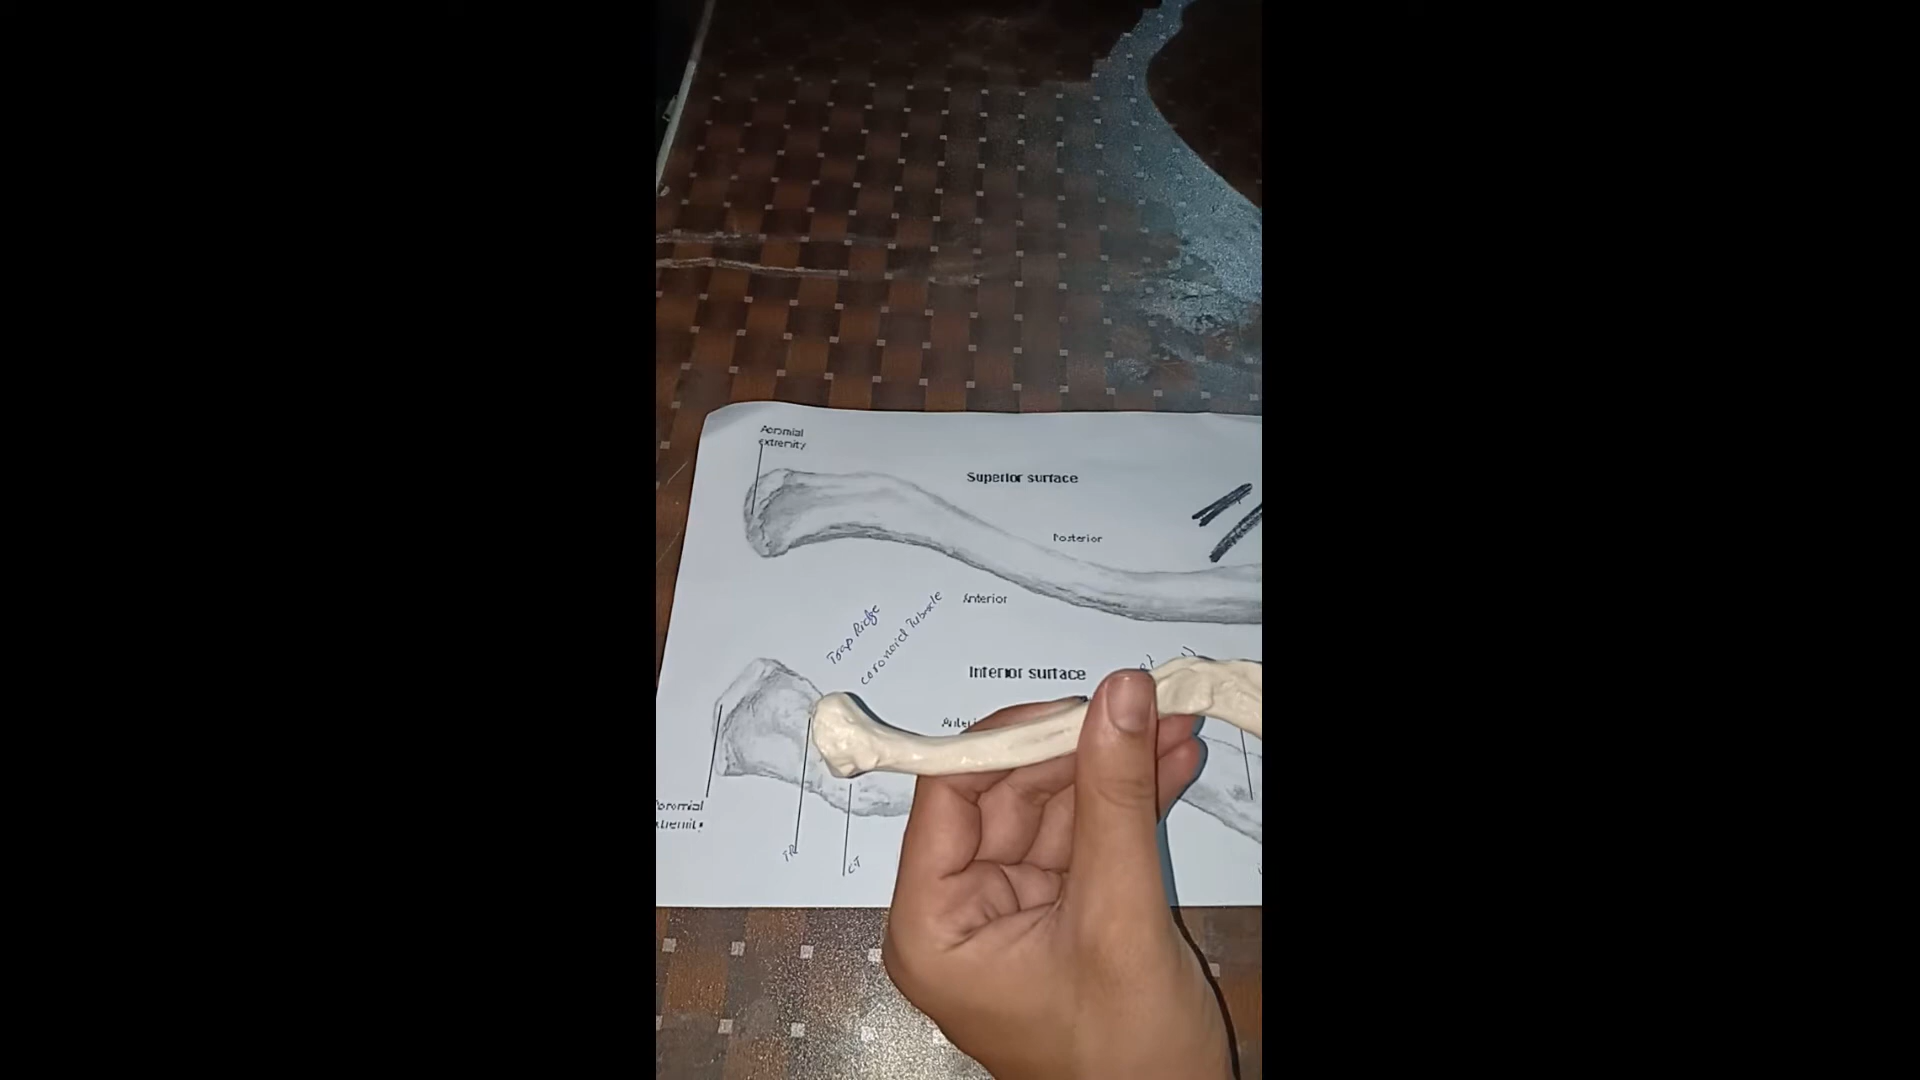 Acromial
extremity
Superior surface
Posterior
Anterior
Trap Ridge
coronoid Tubercle
Inferior surface
TR
CT